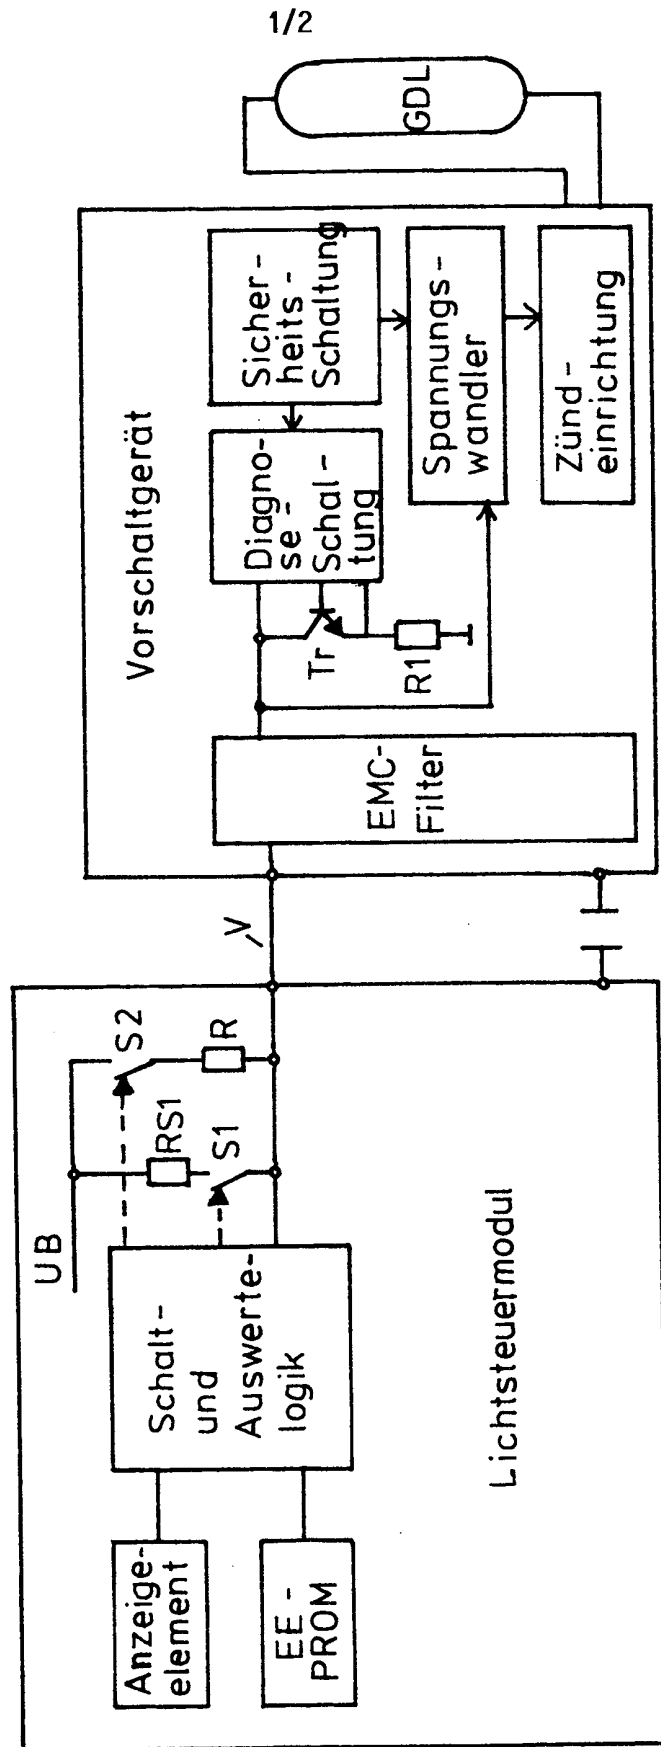 1/2
Anzeige-
element
EE-
PROM
Schalt-
und
Auswerte-
logik
UB
RS1
S1
S2
R
Lichtsteuermodul
V
Vorschaltgerät
EMC-
Filter
Tr
R1
Diagno-
se-
Schal-
tung
Sicher-
heits-
Schaltung
Spannungs-
wandler
Zünd-
einrichtung
GDL